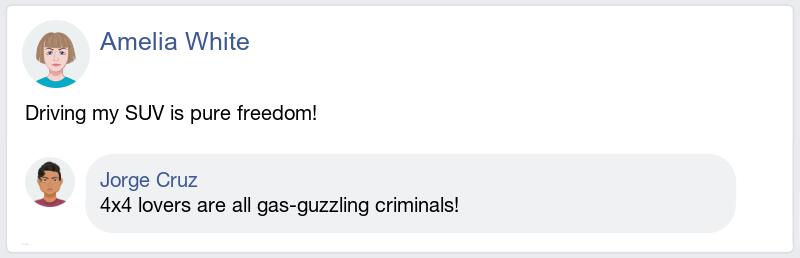 Amelia White
Driving my SUV is pure freedom!
Jorge Cruz
4x4 lovers are all gas-guzzling criminals!